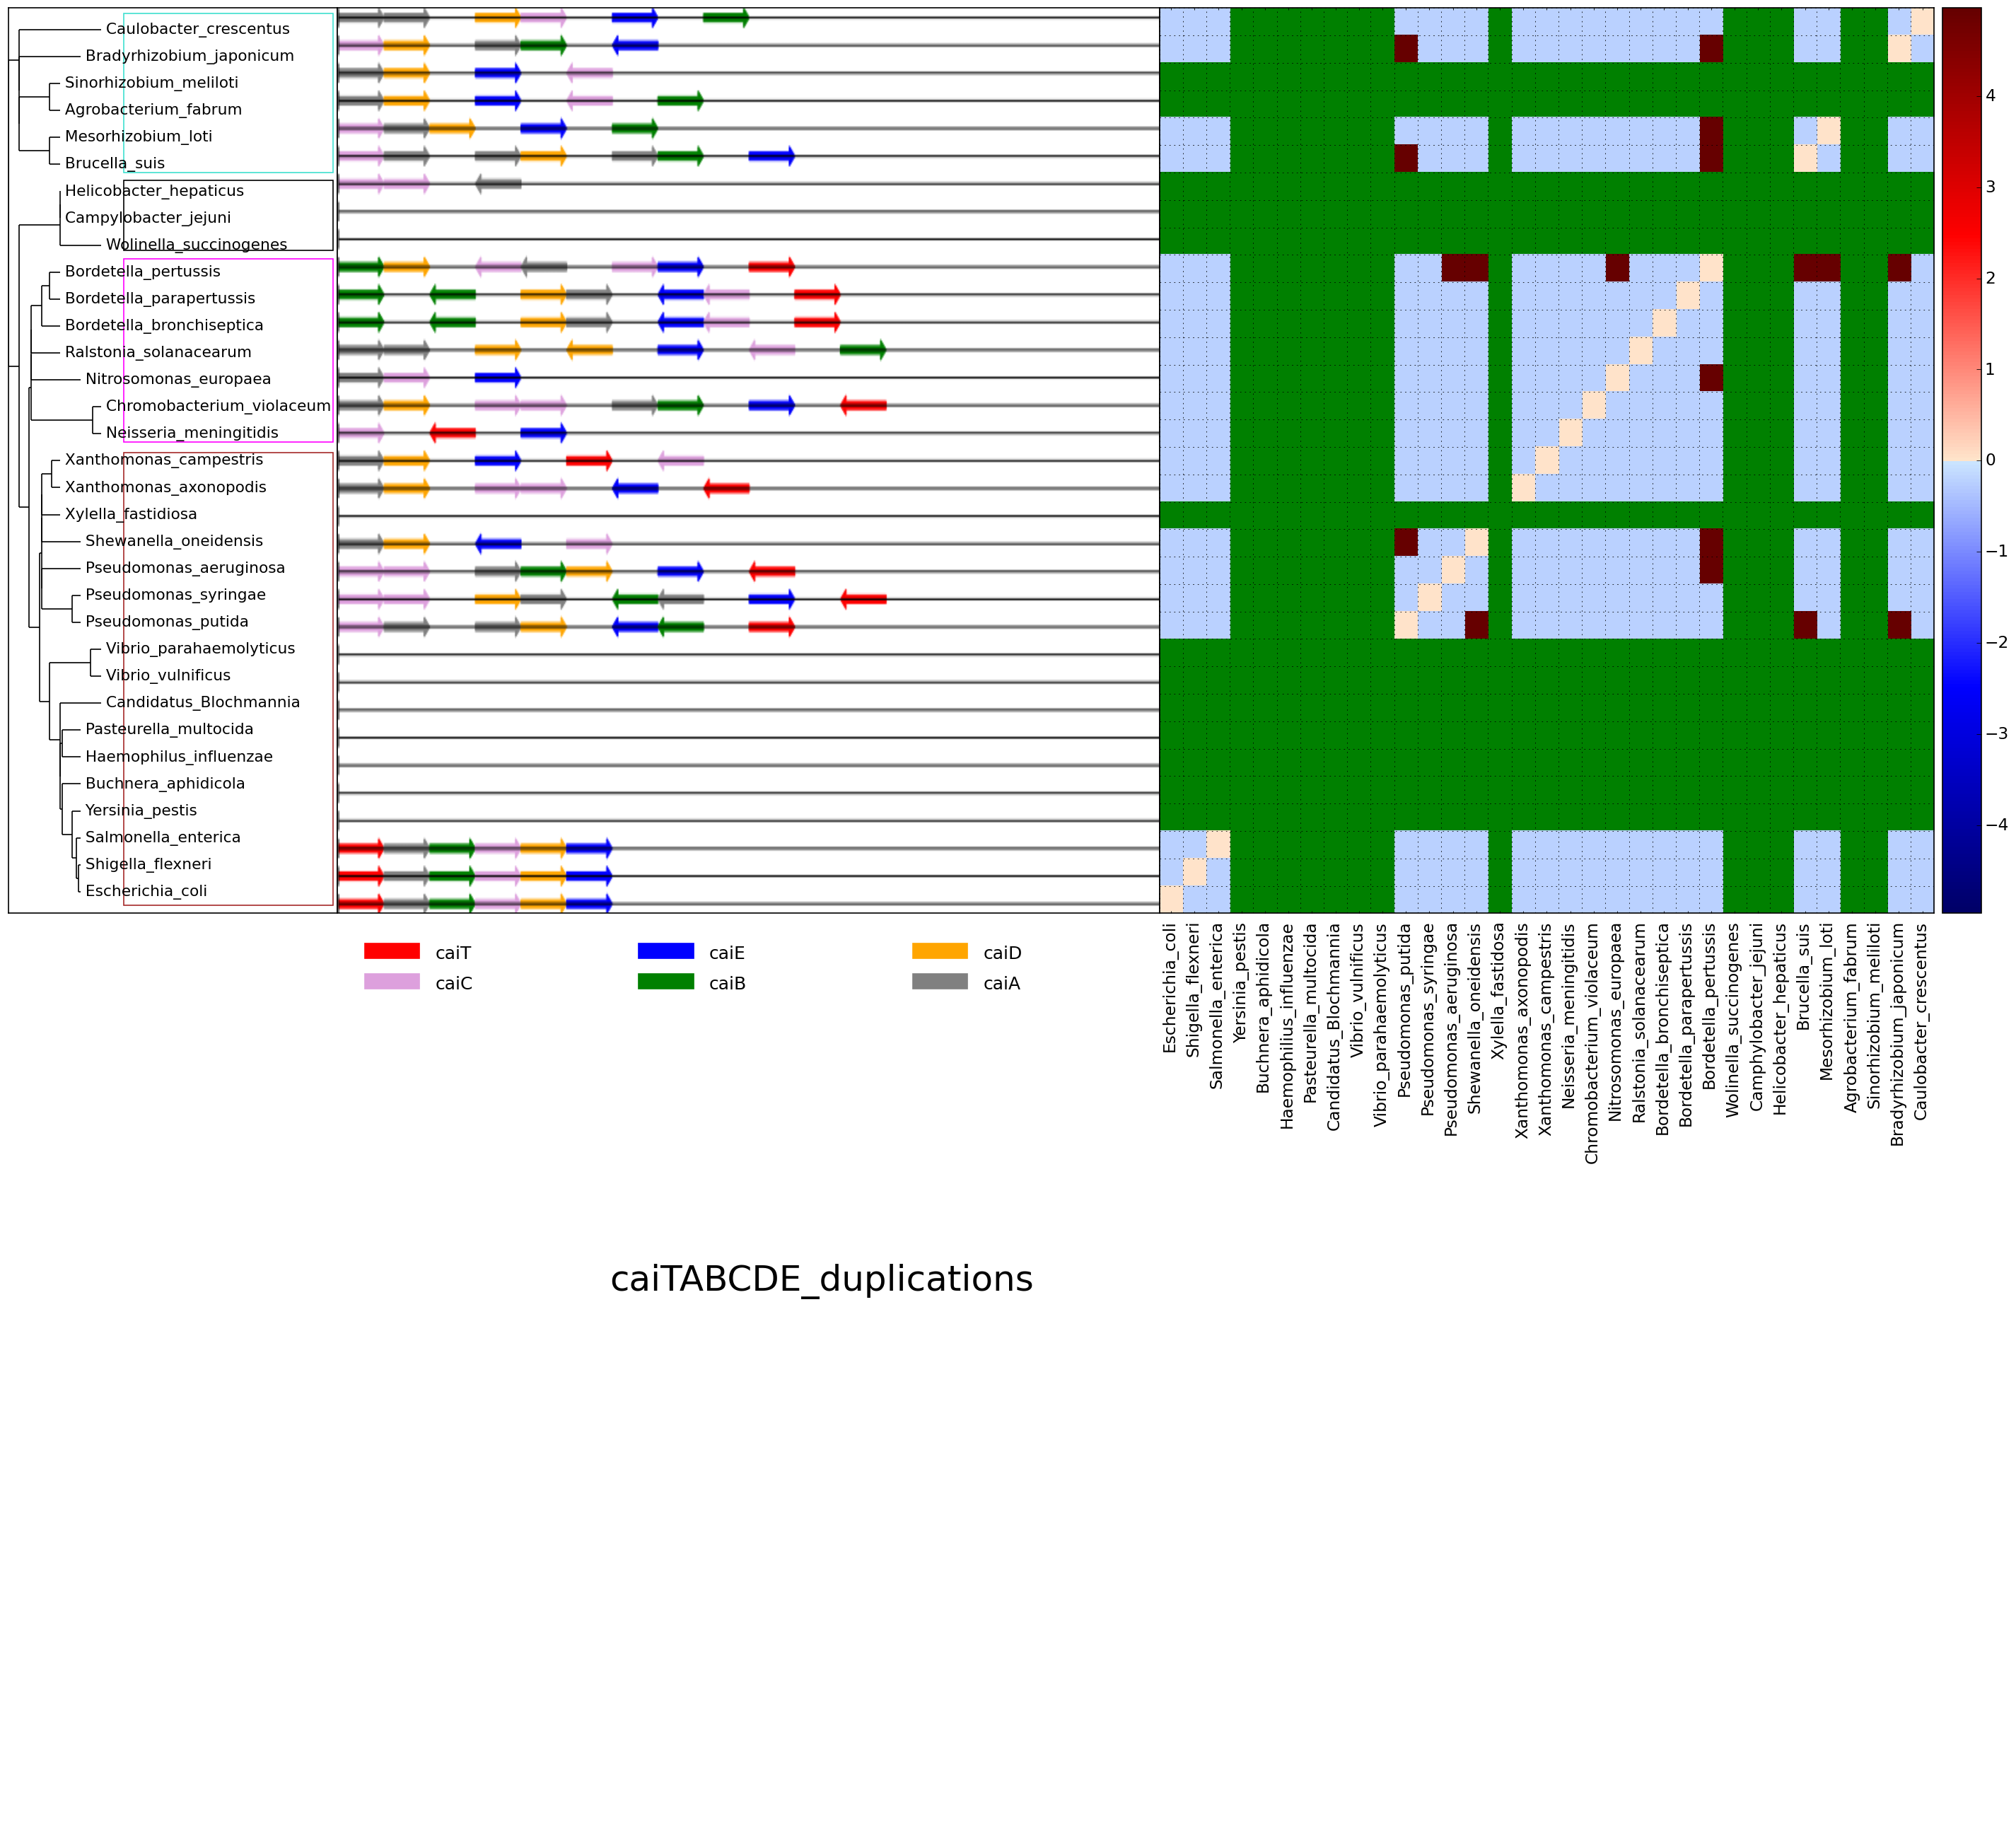 Caulobacter_crescentus
Bradyrhizobium_japonicum
Sinorhizobium_meliloti
Agrobacterium_fabrum
Mesorhizobium_loti
Brucella_suis
Helicobacter_hepaticus
Campylobacter_jejuni
Wolinella_succinogenes
Bordetella_pertussis
Bordetella_parapertussis
Bordetella_bronchiseptica
Ralstonia_solanacearum
Nitrosomonas_europaea
Chromobacterium_violaceum
Neisseria_meningitidis
Xanthomonas_campestris
Xanthomonas_axonopodis
Xylella_fastidiosa
Shewanella_oneidensis
Pseudomonas_aeruginosa
Pseudomonas_syringae
Pseudomonas_putida
Vibrio_parahaemolyticus
Vibrio_vulnificus
Candidatus_Blochmannia
Pasteurella_multocida
Haemophilus_influenzae
Buchnera_aphidicola
Yersinia_pestis
Salmonella_enterica
Shigella_flexneri
Escherichia_coli
4
3
2
1
0
−1
−2
−3
−4
caiT caiE caiD
caiC caiB caiA
Escherichia_coli
Shigella_flexneri
Salmonella_enterica
Yersinia_pestis
Buchnera_aphidicola
Haemophilius_influenzae
Pasteurella_multocida
Candidatus_Blochmannia
Vibrio_vulnificus
Vibrio_parahaemolyticus
Pseudomonas_putida
Pseudomonas_syringae
Pseudomonas_aeruginosa
Shewanella_oneidensis
Xylella_fastidosa
Xanthomonas_axonopodis
Xanthomonas_campestris
Neisseria_meningitidis
Chromobacterium_violaceum
Nitrosomonas_europaea
Ralstonia_solanacearum
Bordetella_bronchiseptica
Bordetella_parapertussis
Bordetella_pertussis
Wolinella_succinogenes
Camphylobacter_jejuni
Helicobacter_hepaticus
Brucella_suis
Mesorhizobium_loti
Agrobacterium_fabrum
Sinorhizobium_meliloti
Bradyrhizobium_japonicum
Caulobacter_crescentus
caiTABCDE_duplications